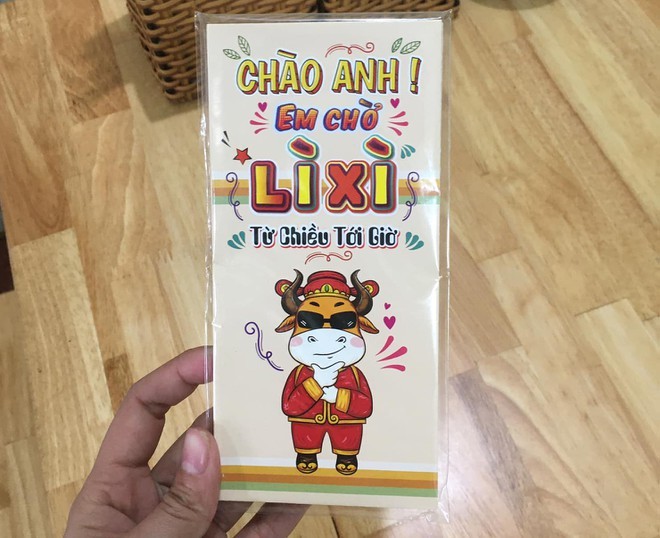 CHÀO ANH !
EM CHỜ
LÌ XÌ
Từ Chiều Tới Giờ